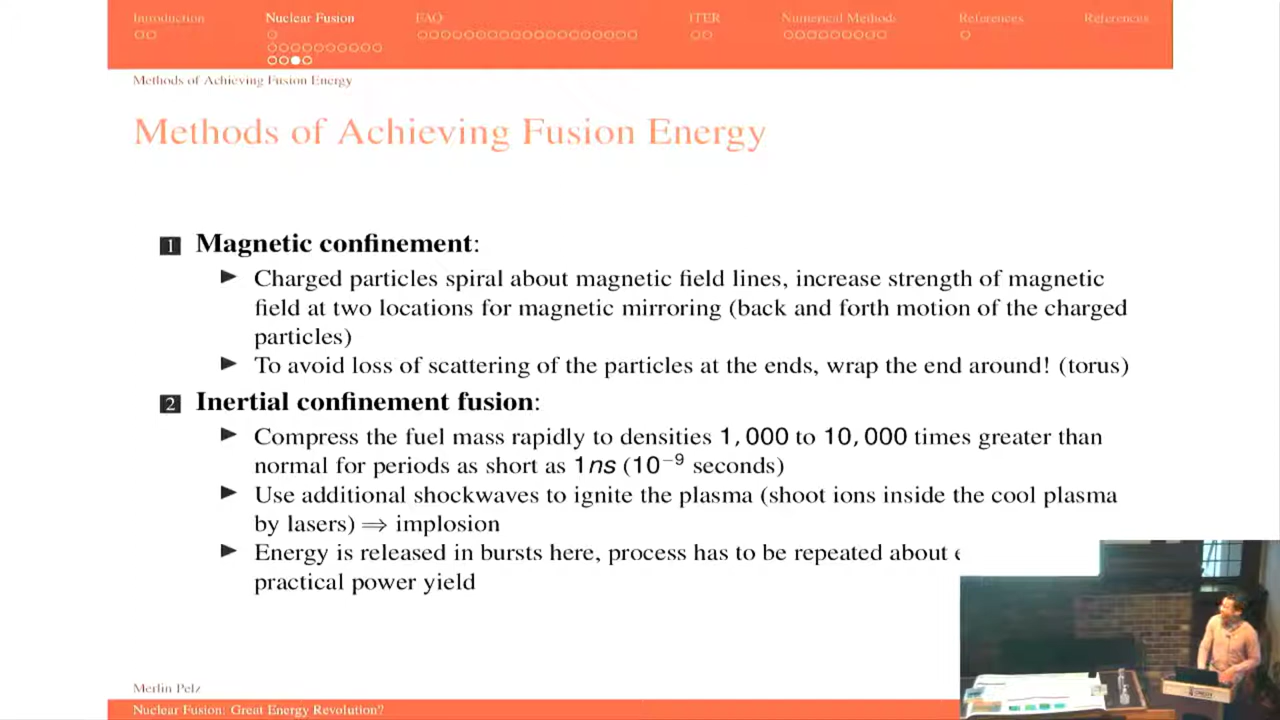 Introduction Nuclear Fusion FAQ ITER Numerical Methods References References
Methods of Achieving Fusion Energy
Methods of Achieving Fusion Energy
1 Magnetic confinement:
▶ Charged particles spiral about magnetic field lines, increase strength of magnetic
field at two locations for magnetic mirroring (back and forth motion of the charged
particles)
▶ To avoid loss of scattering of the particles at the ends, wrap the end around! (torus)
2 Inertial confinement fusion:
▶ Compress the fuel mass rapidly to densities 1,000 to 10,000 times greater than
normal for periods as short as 1ns (10⁻⁹ seconds)
▶ Use additional shockwaves to ignite the plasma (shoot ions inside the cool plasma
by lasers) ⟹ implosion
▶ Energy is released in bursts here, process has to be repeated about
practical power yield
Merlin Pelz
Nuclear Fusion: Great Energy Revolution?